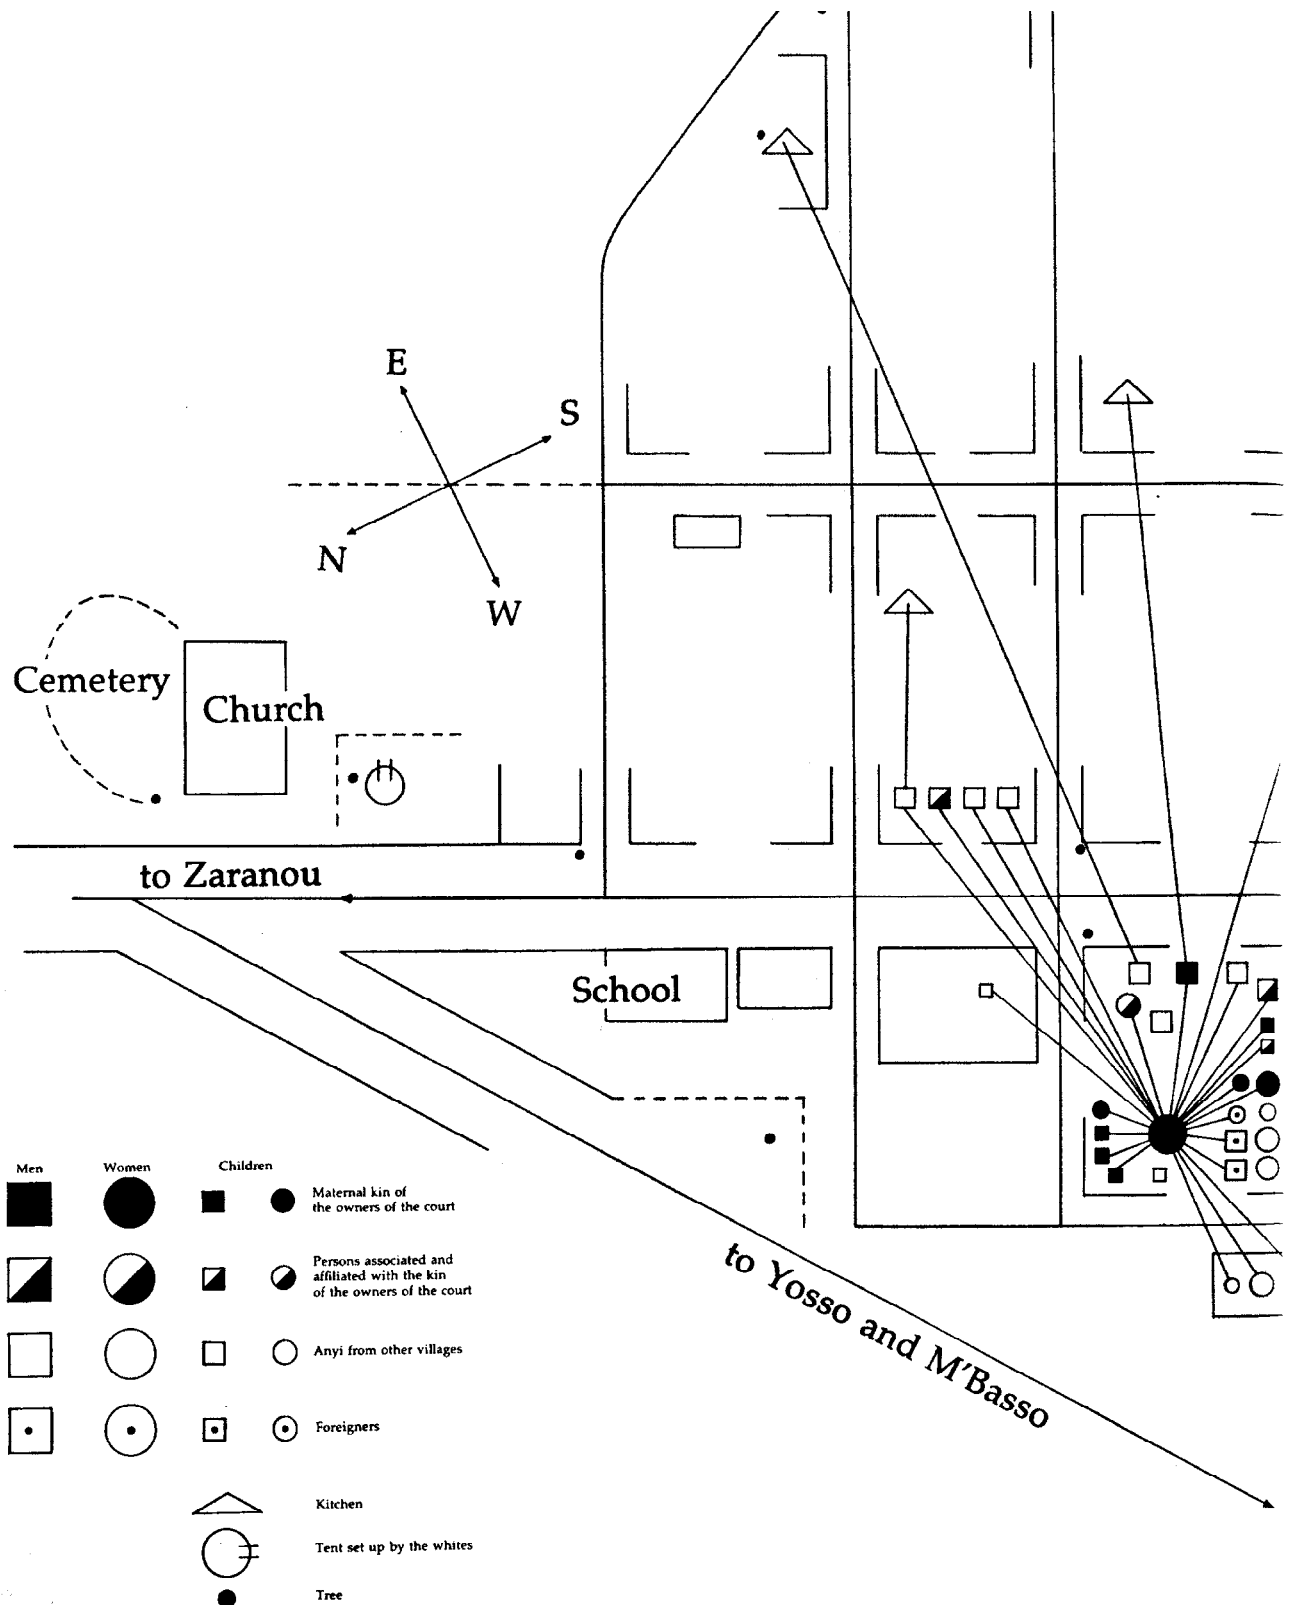 E
S
N
W
Cemetery
Church
to Zaranou
School
to Yosso and M'Basso
Men Women Children
Maternal kin of
the owners of the court
Persons associated and
affiliated with the kin
of the owners of the court
Anyi from other villages
Foreigners
Kitchen
Tent set up by the whites
Tree